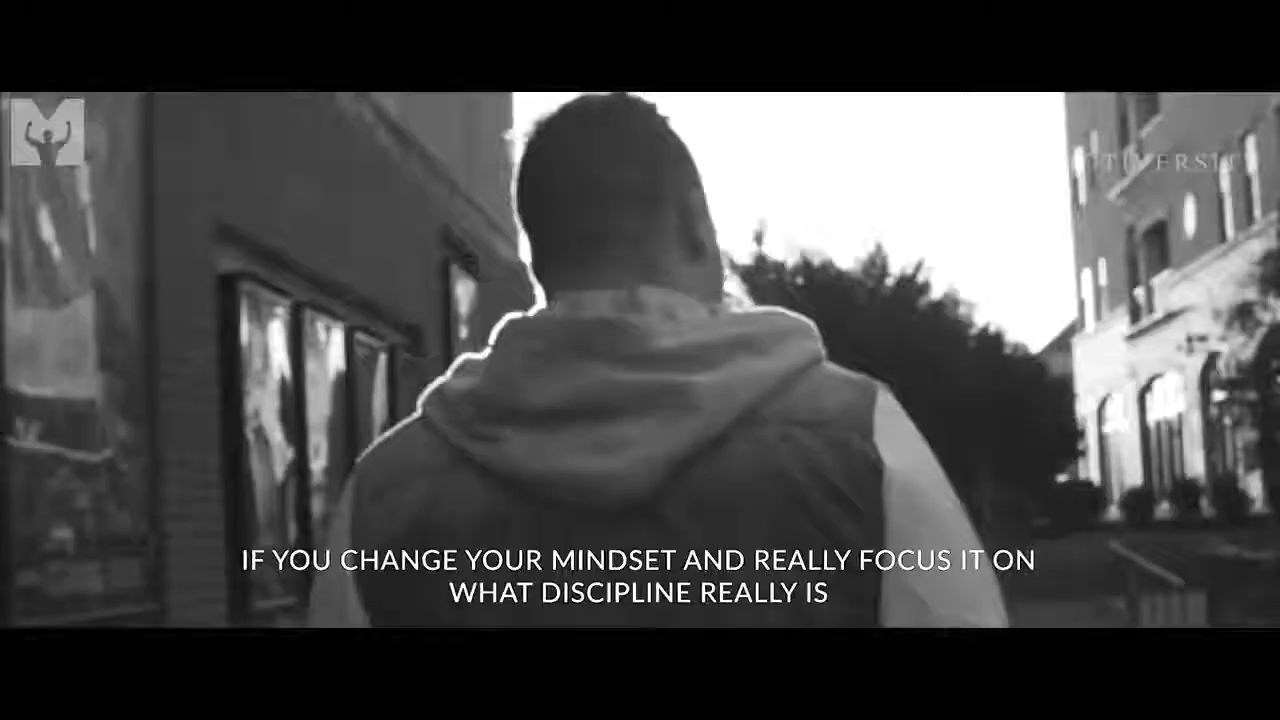 IF YOU CHANGE YOUR MINDSET AND REALLY FOCUS IT ON
WHAT DISCIPLINE REALLY IS